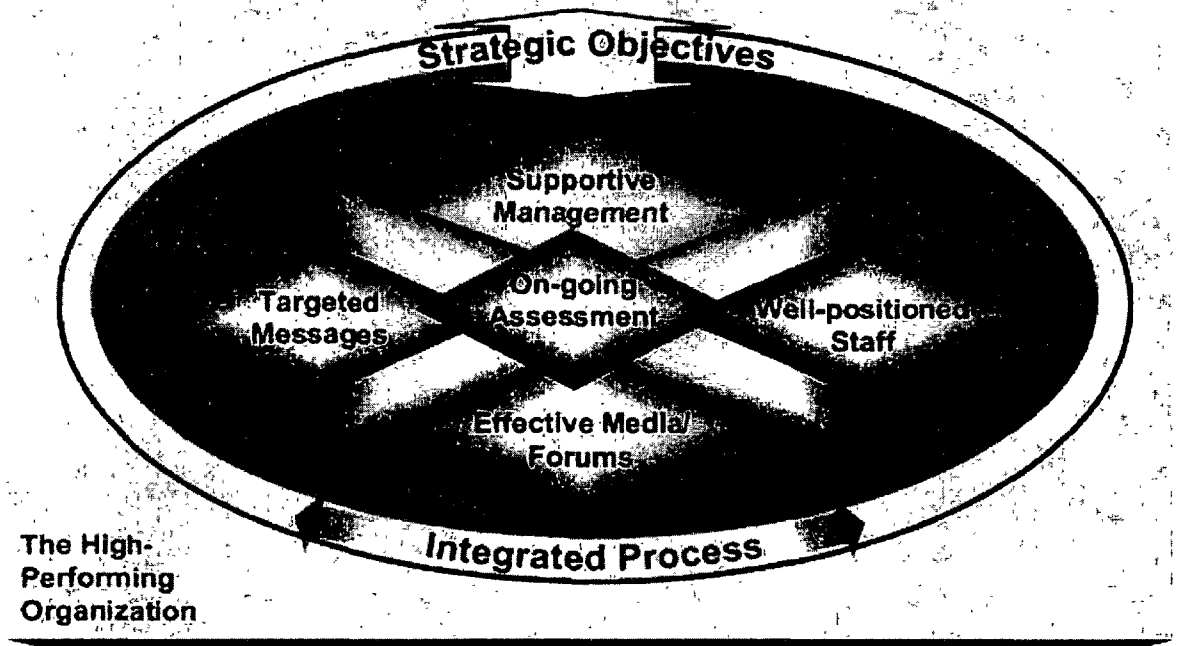 Strategic Objectives
Supportive
Management
On-going
Assessment
Targeted
Messages
Well-positioned
Staff
Effective Media/
Forums
Integrated Process
The High-
Performing
Organization